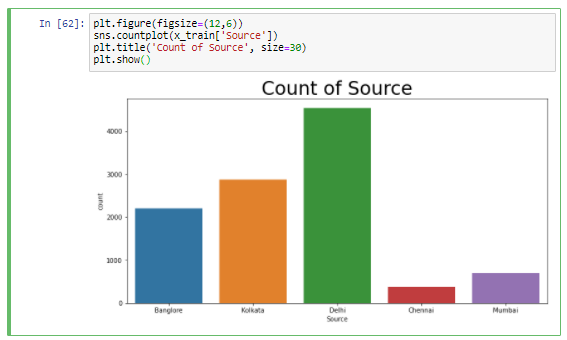 In [62]: plt.figure(figsize=(12,6))
sns.countplot(x_train['Source'])
plt.title('Count of Source', size=30)
plt.show()
Count of Source
4000
3000
2000
1000
0
count
Banglore Kolkata Delhi Chennai Mumbai
Source